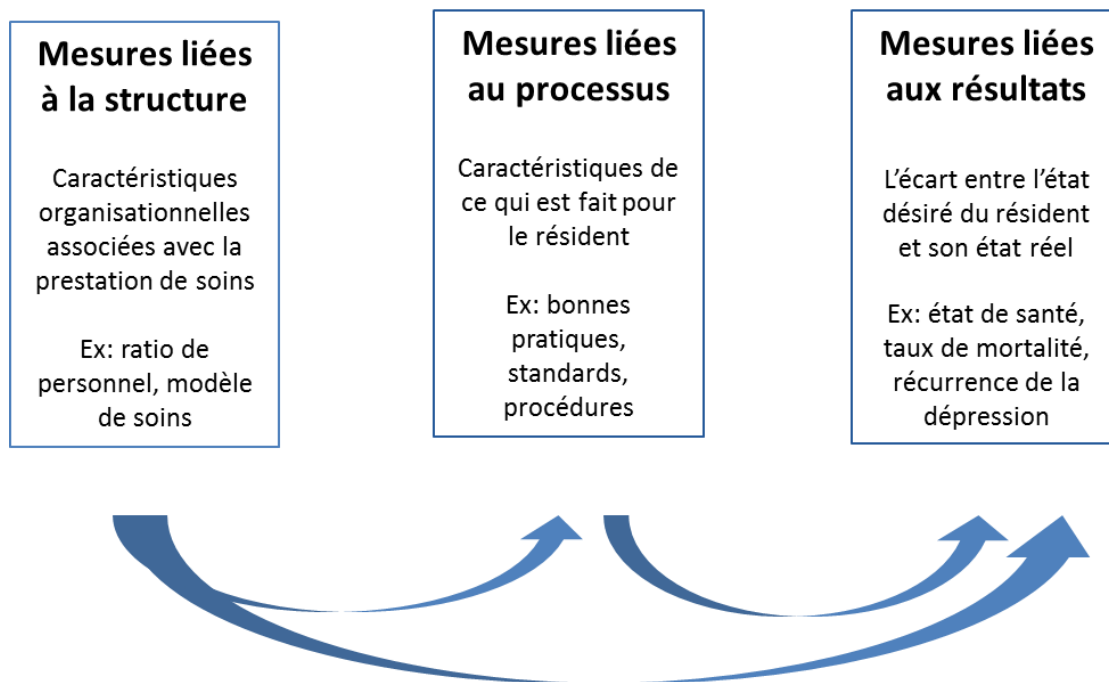 Mesures liées
à la structure
Caractéristiques
organisationnelles
associées avec la
prestation de soins
Ex: ratio de
personnel, modèle
de soins
Mesures liées
au processus
Caractéristiques de
ce qui est fait pour
le résident
Ex: bonnes
pratiques,
standards,
procédures
Mesures liées
aux résultats
L’écart entre l’état
désiré du résident
et son état réel
Ex: état de santé,
taux de mortalité,
récurrence de la
dépression